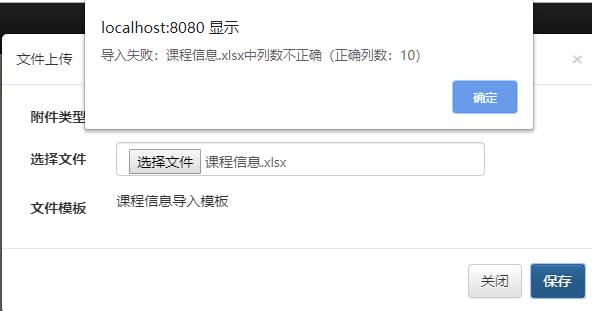 localhost:8080 显示
导入失败：课程信息.xlsx中列数不正确（正确列数：10）
确定
文件上传
×
附件类型
选择文件
选择文件 课程信息.xlsx
文件模板
课程信息导入模板
关闭
保存